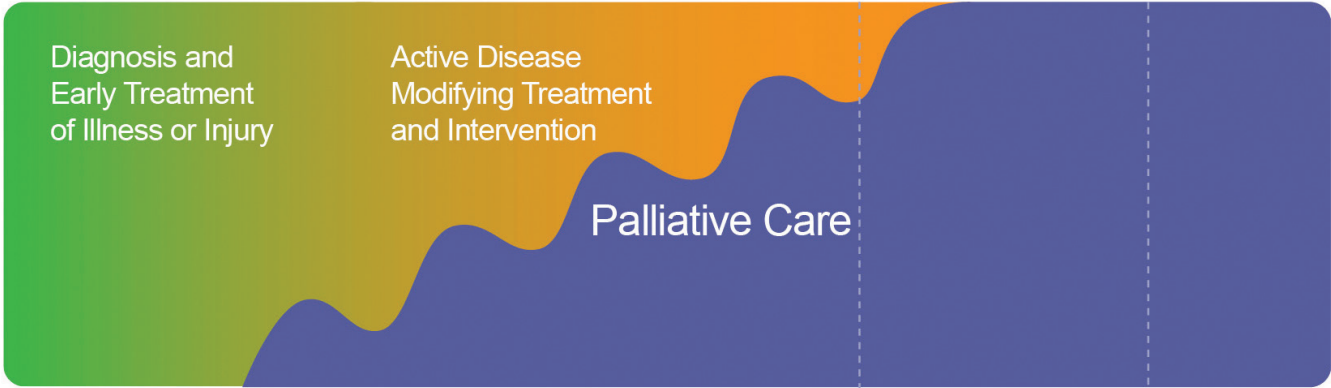 Diagnosis and
Early Treatment
of Illness or Injury
Active Disease
Modifying Treatment
and Intervention
Palliative Care